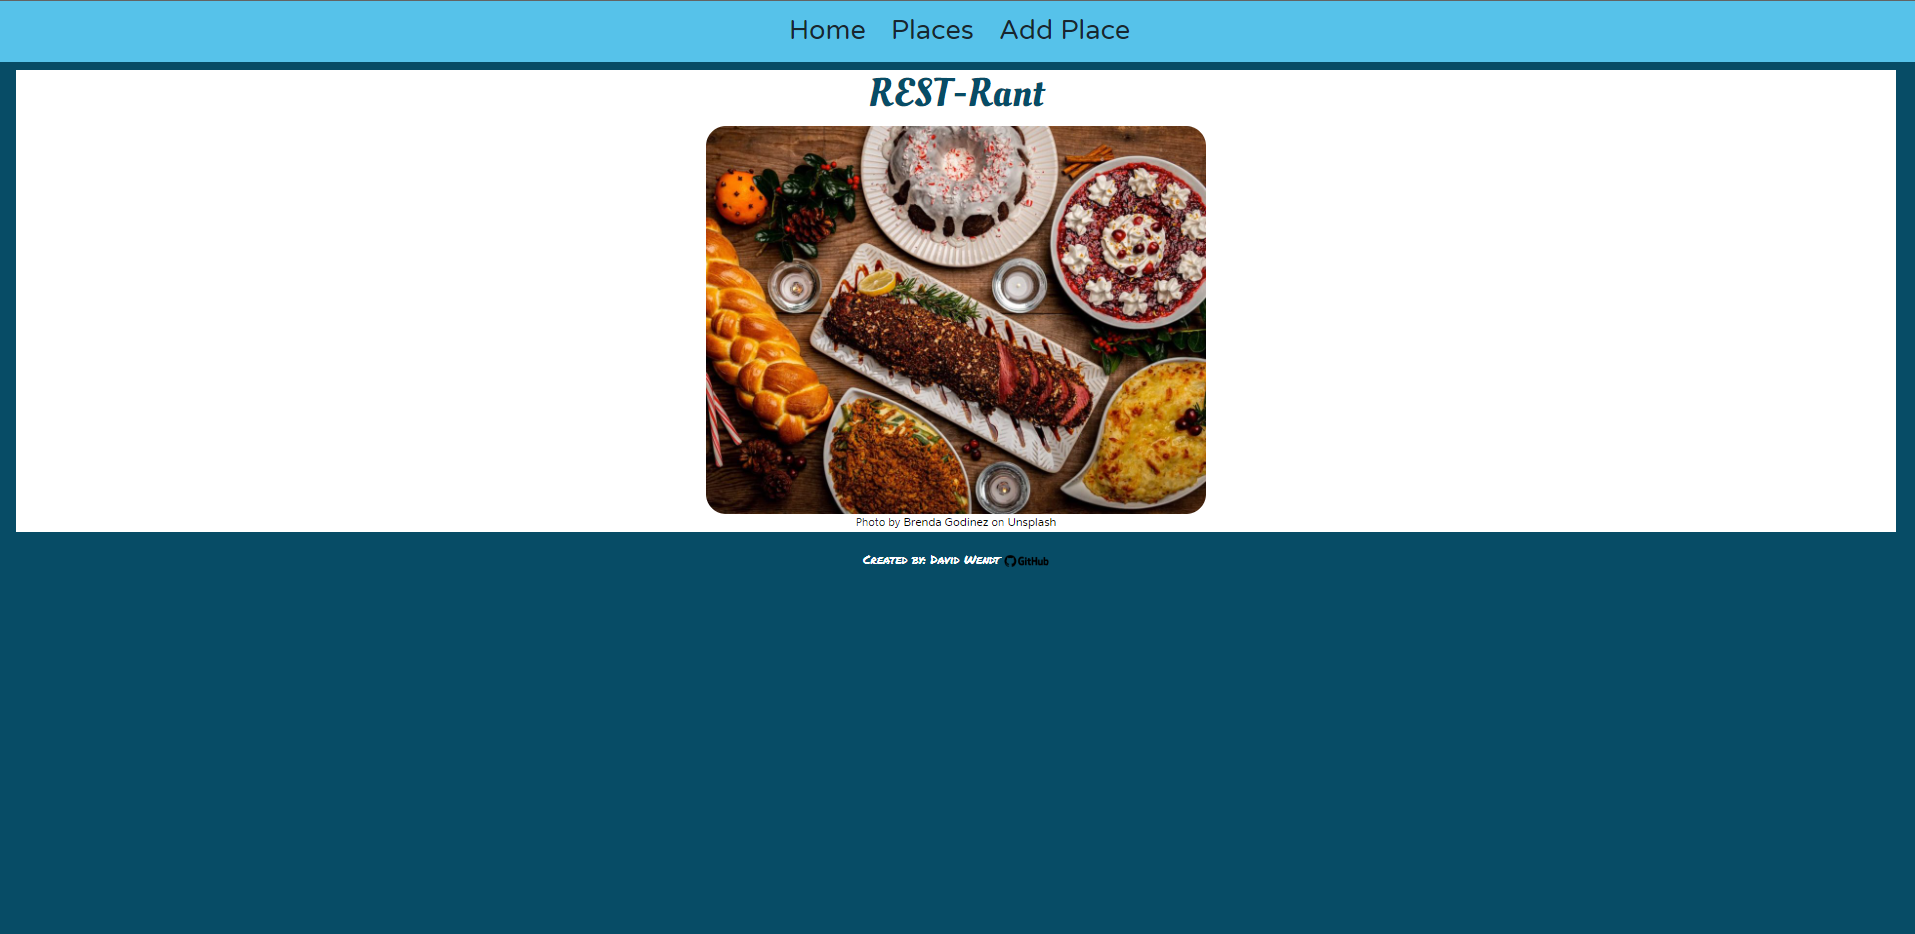 Home Places Add Place
REST-Rant
Photo by Brenda Godinez on Unsplash
Created by: David Wendt GitHub